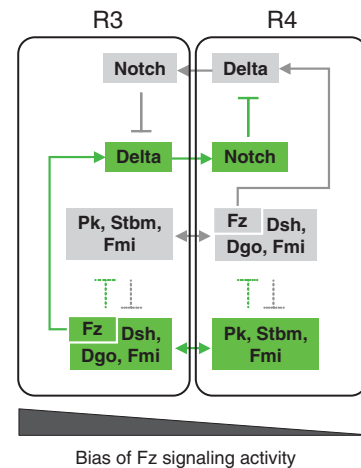 R3 R4
Notch Delta
Delta Notch
Pk, Stbm,
Fmi
Fz Dsh,
Dgo, Fmi
Fz Dsh,
Dgo, Fmi
Pk, Stbm,
Fmi
Bias of Fz signaling activity